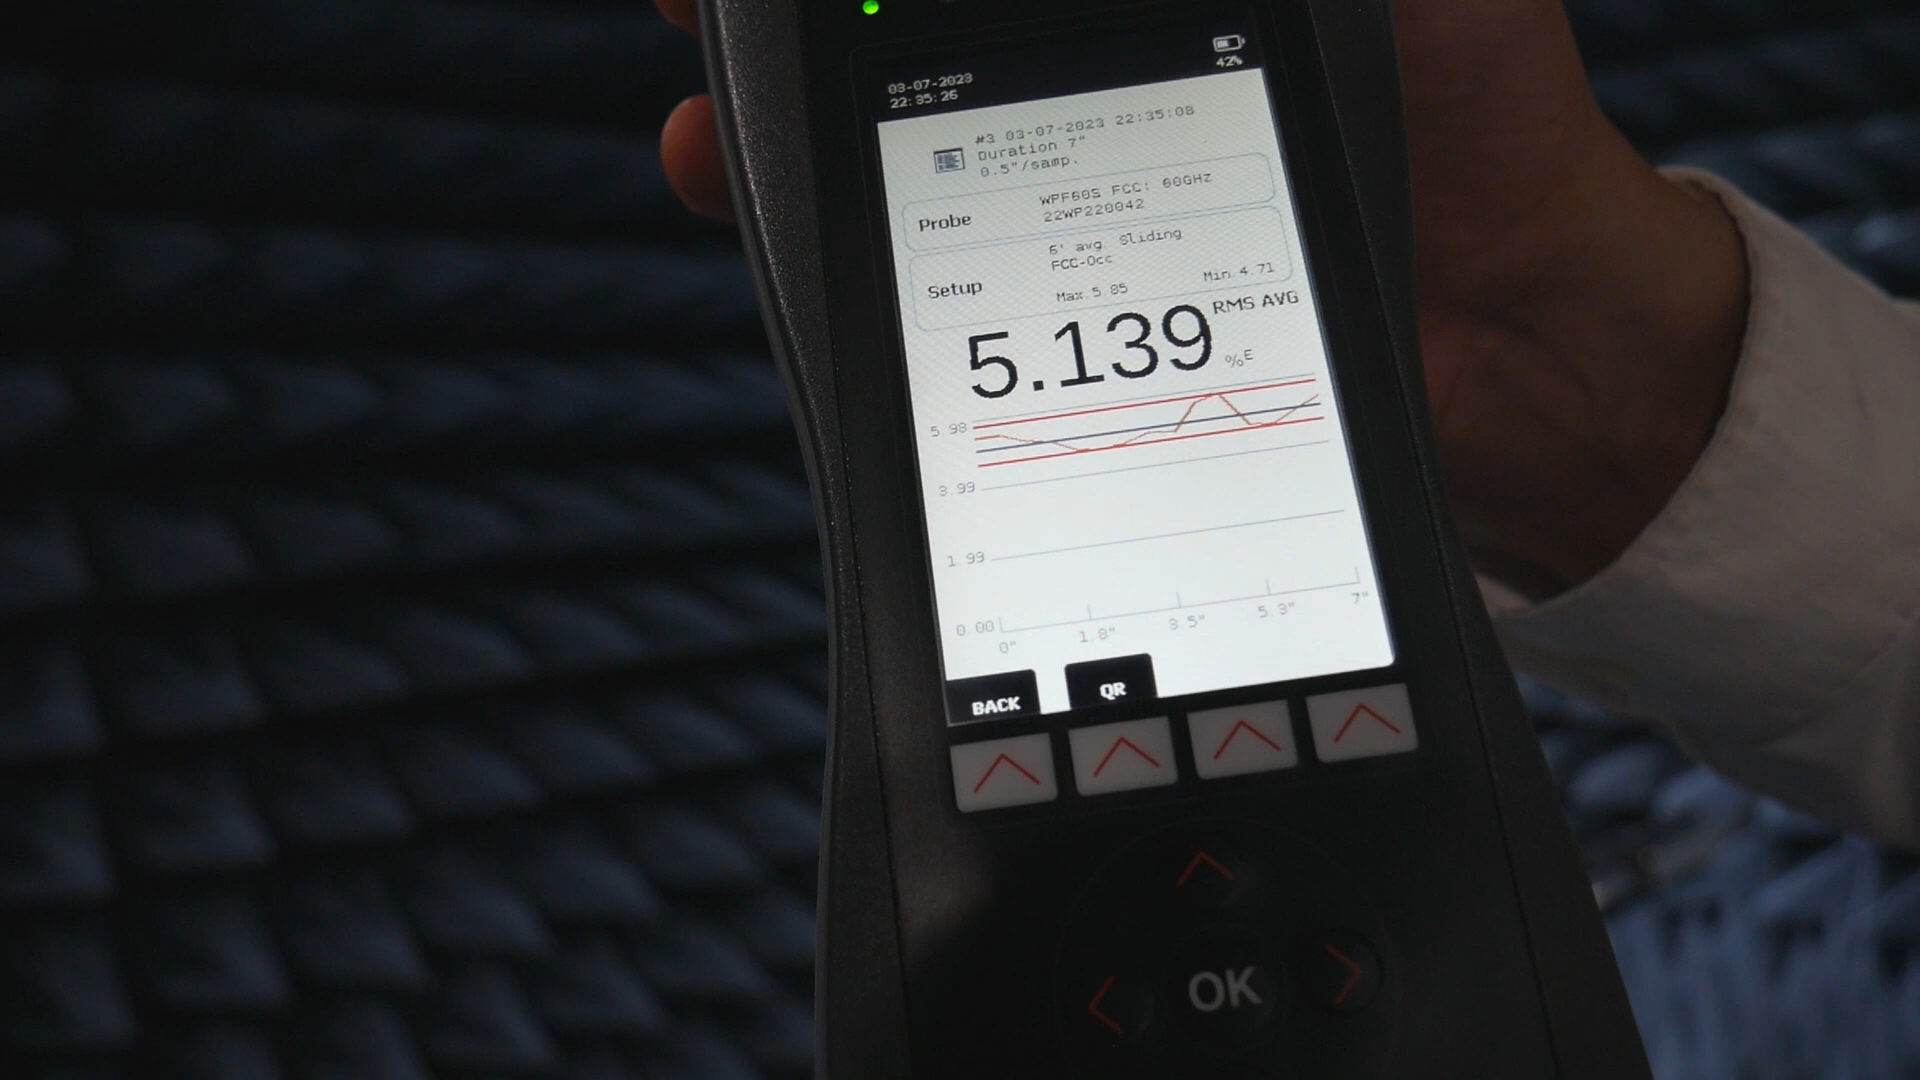 03-07-2023
22:35:26
42%
#3 03-07-2023 22:35:08
Duration 7"
0.5"/samp.
Probe
WPF60S FCC: 60GHz
22WP220042
Setup
6' avg Sliding
FCC-Occ
Max 5.85
Min 4.71
5.139
RMS AVG
%E
5.98
3.99
1.99
0.00
0"
1.8"
3.5"
5.3"
7"
BACK
QR
OK